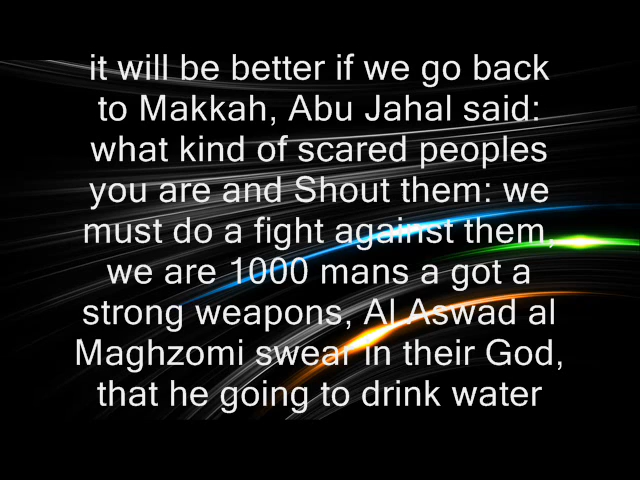 it will be better if we go back
to Makkah, Abu Jahal said:
what kind of scared peoples
you are and Shout them: we
must do a fight against them,
we are 1000 mans a got a
strong weapons, Al Aswad al
Maghzomi swear in their God,
that he going to drink water